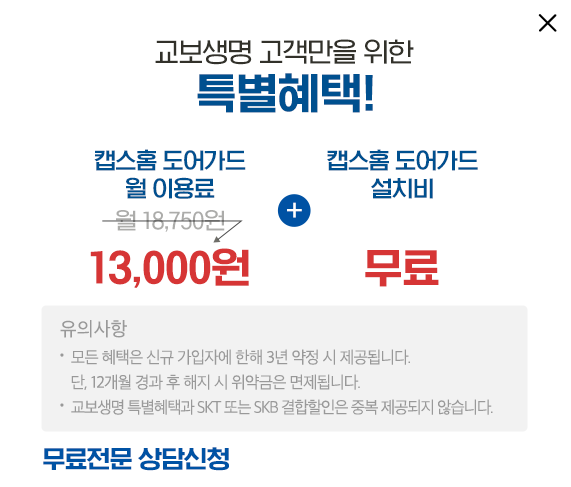 교보생명 고객만을 위한
특별혜택!
캡스홈 도어가드
월 이용료
월 18,750원
13,000원
+
캡스홈 도어가드
설치비
무료
유의사항
• 모든 혜택은 신규 가입자에 한해 3년 약정 시 제공됩니다.
단, 12개월 경과 후 해지 시 위약금은 면제됩니다.
• 교보생명 특별혜택과 SKT 또는 SKB 결합할인은 중복 제공되지 않습니다.
무료전문 상담신청